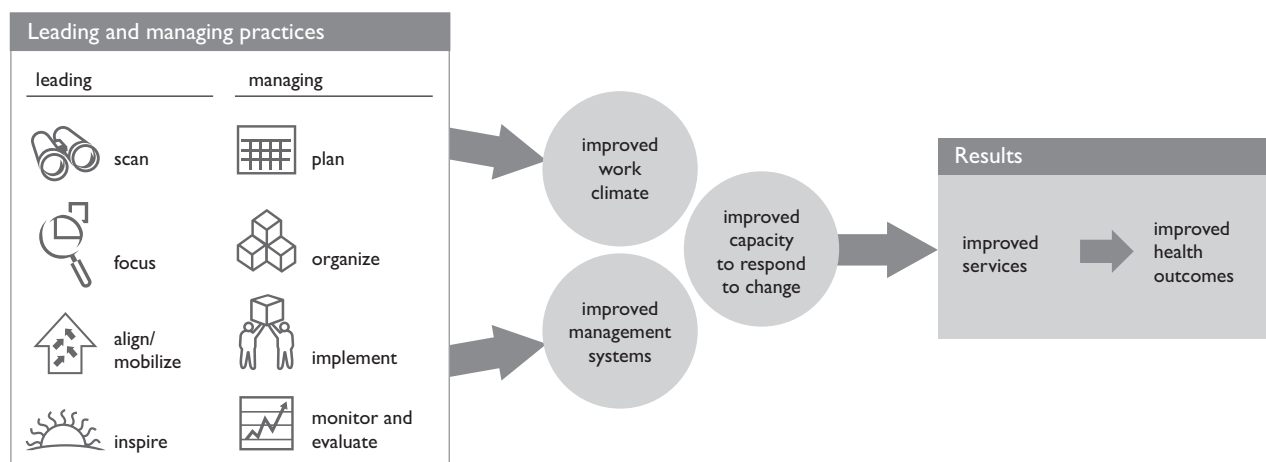 Leading and managing practices
leading
managing
scan
plan
focus
organize
align/
mobilize
implement
inspire
monitor and
evaluate
improved
work
climate
improved
management
systems
improved
capacity
to respond
to change
Results
improved
services
improved
health
outcomes